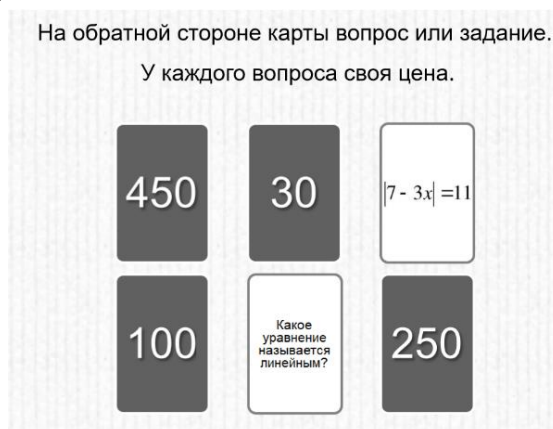 На обратной стороне карты вопрос или задание.
У каждого вопроса своя цена.
450
30
|7 - 3x| =11
100
Какое
уравнение
называется
линейным?
250